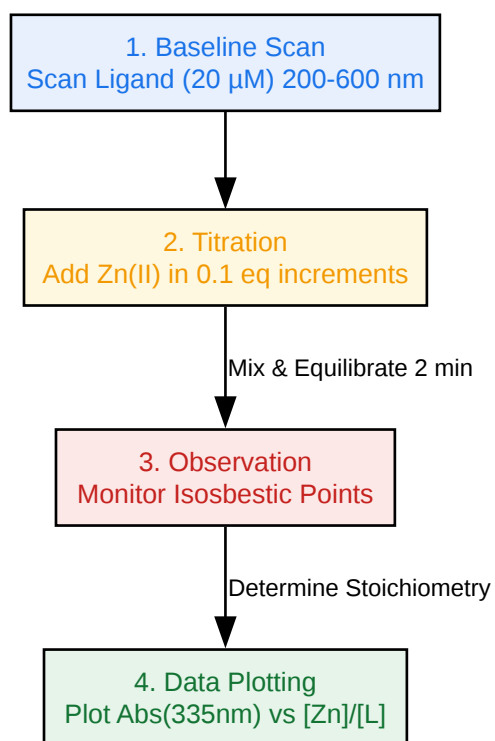 1. Baseline Scan
Scan Ligand (20 µM) 200-600 nm
2. Titration
Add Zn(II) in 0.1 eq increments
Mix & Equilibrate 2 min
3. Observation
Monitor Isosbestic Points
Determine Stoichiometry
4. Data Plotting
Plot Abs(335nm) vs [Zn]/[L]